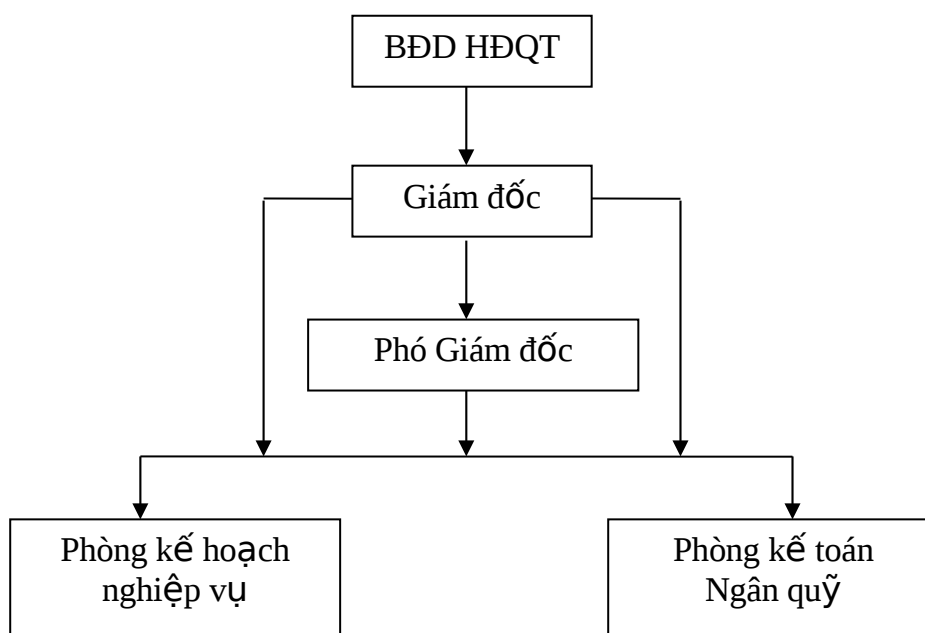 BĐD HĐQT
Giám đốc
Phó Giám đốc
Phòng kế hoạch
nghiệp vụ
Phòng kế toán
Ngân quỹ